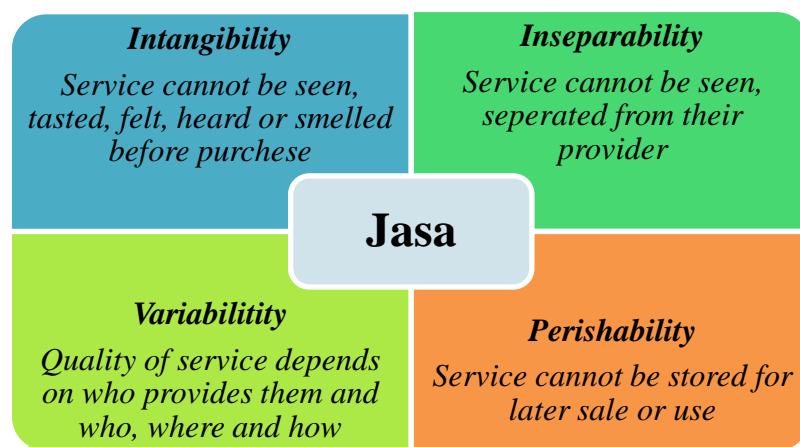 Intangibility
Service cannot be seen,
tasted, felt, heard or smelled
before purchese
Inseparability
Service cannot be seen,
seperated from their
provider
Jasa
Variabilitity
Quality of service depends
on who provides them and
who, where and how
Perishability
Service cannot be stored for
later sale or use